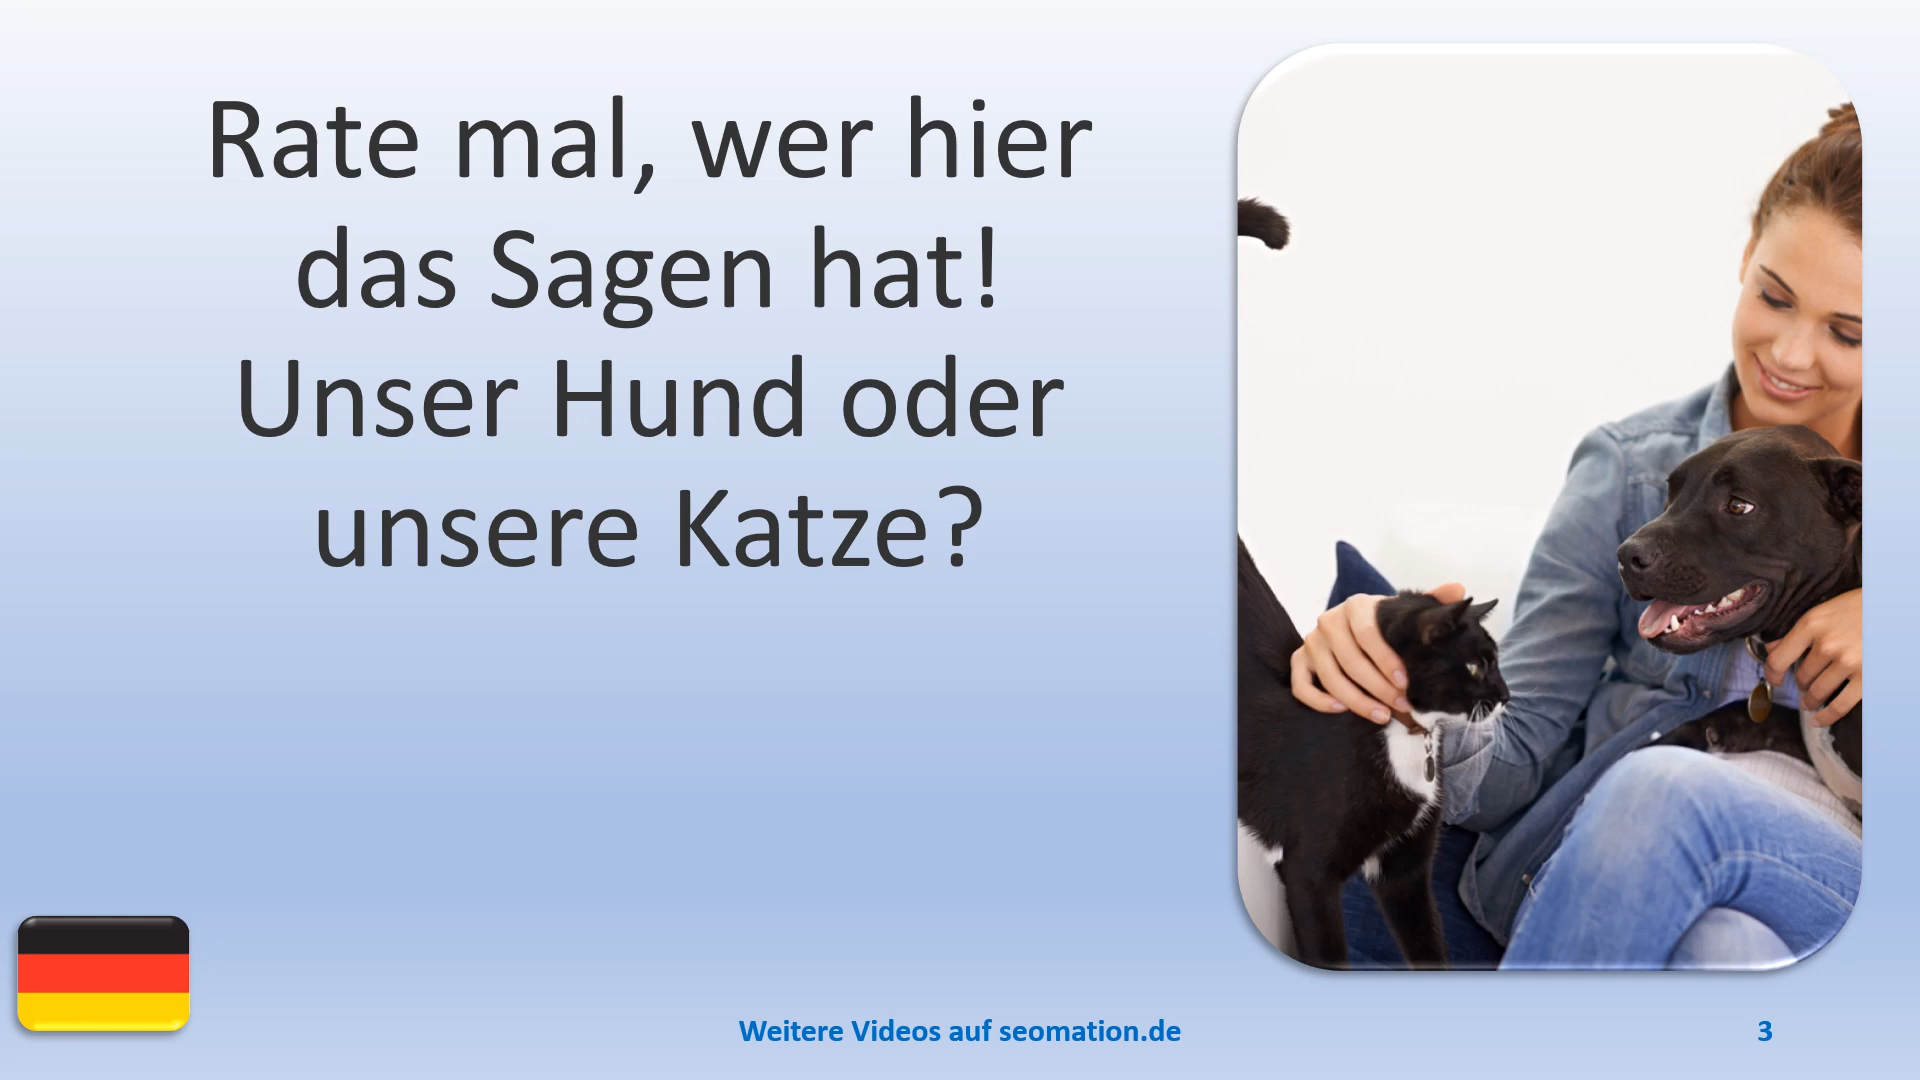 Rate mal, wer hier
das Sagen hat!
Unser Hund oder
unsere Katze?
Weitere Videos auf seomation.de
3